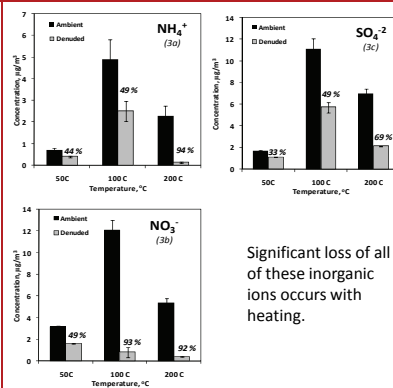 NH₄⁺
(3a)
Ambient
Denuded
Concentration, µg/m³
7
6
5
4
3
2
1
0
44 %
49 %
94 %
50C
100 C
200 C
Temperature, °C
SO₄⁻²
(3c)
Ambient
Denuded
Concentration, µg/m³
14
12
10
8
6
4
2
0
33 %
49 %
69 %
50C
100 C
200 C
Temperature, °C
NO₃⁻
(3b)
Ambient
Denuded
Concentration, µg/m³
14
12
10
8
6
4
2
0
49 %
93 %
92 %
50C
100 C
200 C
Temperature, °C
Significant loss of all
of these inorganic
ions occurs with
heating.